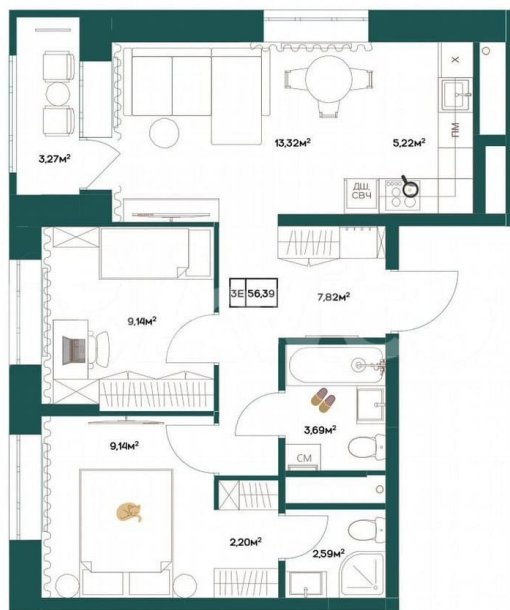 Х
13,32м²
5,22м²
ПМ
3,27м²
ДШ
СВЧ
3Е 56,39
7,82м²
9,14м²
3,69м²
9,14м²
СМ
2,20м²
2,59м²